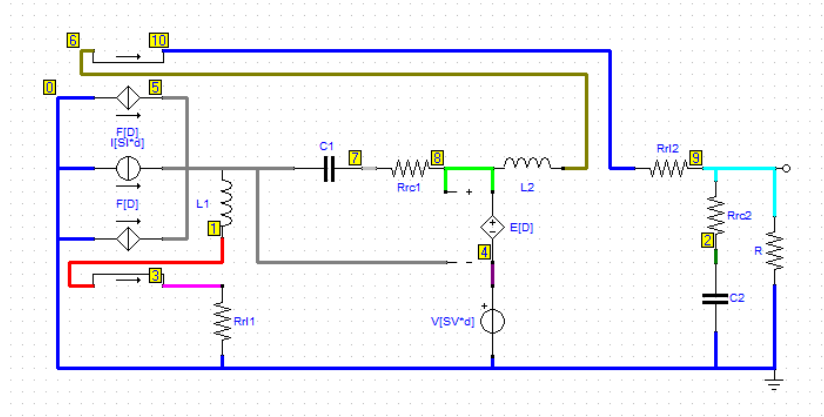 6
10
0
5
F[D]
I[SI*d]
C1
7
8
Rrl2
9
Rrc1
L2
F[D]
L1
1
Rrc2
E[D]
2
4
R
3
C2
Rrl1
V[SV*d]